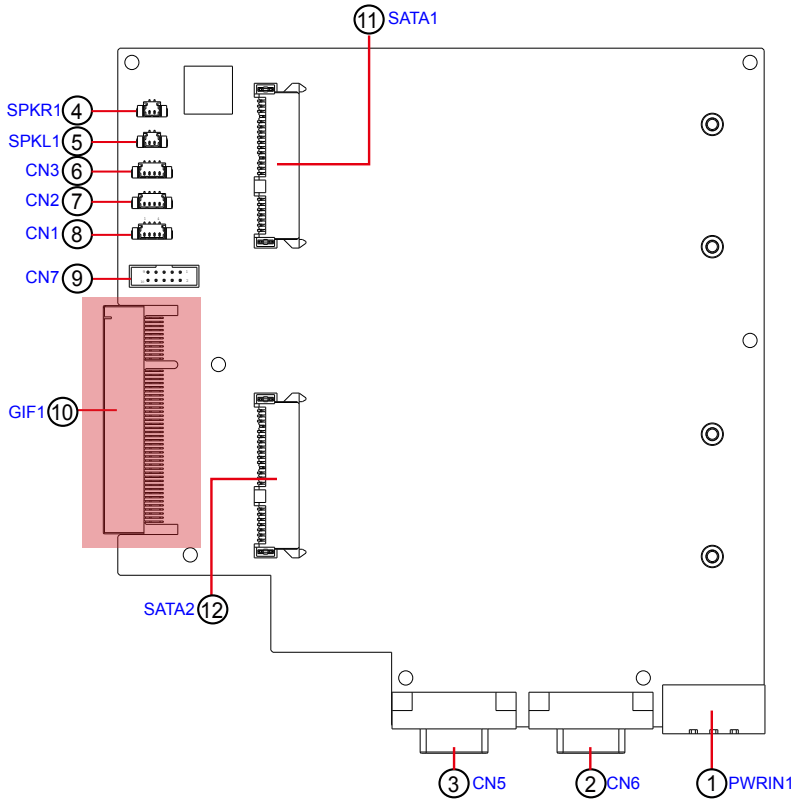 11 SATA1
SPKR1 4
SPKL1 5
CN3 6
CN2 7
CN1 8
CN7 9
GIF1 10
SATA2 12
3 CN5
2 CN6
1 PWRIN1